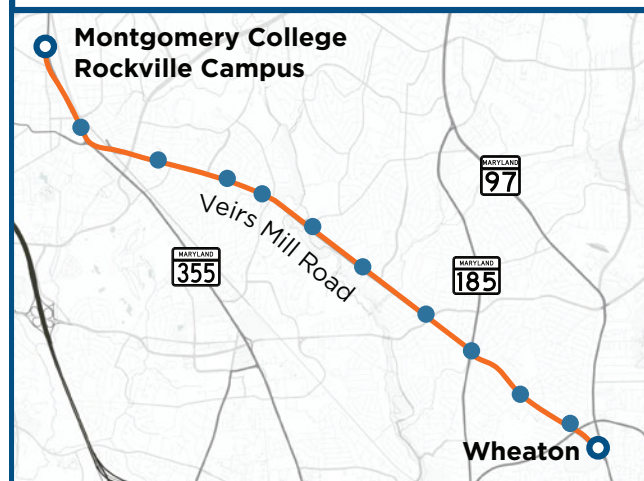 Montgomery College
Rockville Campus
MARYLAND
97
Veirs Mill Road
MARYLAND
355
MARYLAND
185
Wheaton